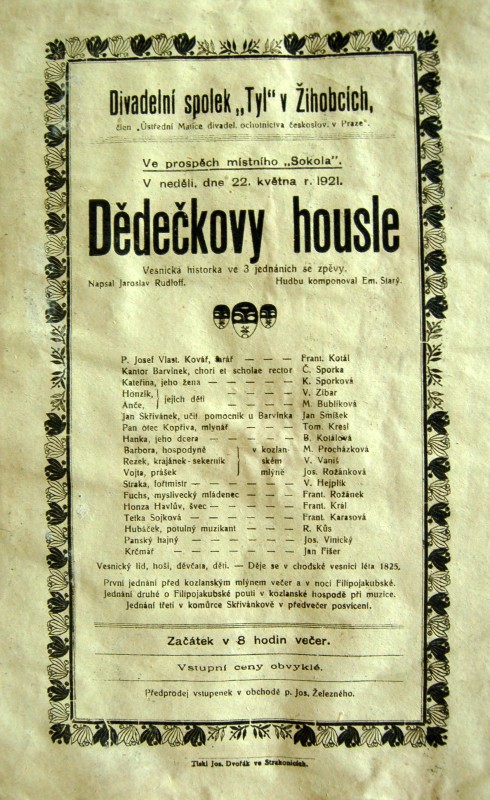 Divadelní spolek „Tyl“ v Žihobcích,
člen „Ústřední Matice divadel. ochotnictva českoslov. v Praze“.
Ve prospěch místního „Sokola“.
V neděli, dne 22. května r. 1921.
Dědečkovy housle
Vesnická historka ve 3 jednáních se zpěvy.
Napsal Jaroslav Rudloff. Hudbu komponoval Em. Starý.
P. Josef Vlast. Kovář, farář — — — Frant. Kotál
Kantor Barvínek, chori et scholae rector Č. Sporka
Kateřina, jeho žena — — — — — K. Sporková
Honzík, } jejich děti — — — — V. Zíbar
Anče, M. Bublíková
Jan Skřivánek, učit. pomocník u Barvínka Jan Smíšek
Pan otec Kopřiva, mlynář — — — Tom. Kresl
Hanka, jeho dcera — — — — — B. Kotálová
Barbora, hospodyně } v kozlan- M. Procházková
Rezek, krajánek-sekerník } ském V. Vaniš
Vojta, prášek } mlýně Jos. Rožánková
Straka, fořtmistr — — — — — V. Hejplík
Fuchs, myslivecký mládenec — — — Frant. Rožánek
Honza Havlův, švec — — — — — Frant. Král
Tetka Sojková — — — — — Frant. Karasová
Hubáček, potulný muzikant — — — R. Kůs
Panský hajný — — — — — Jos. Vinický
Krčmář — — — — — Jan Fišer
Vesnický lid, hoši, děvčata, děti. — Děje se v chodské vesnici léta 1825.
První jednání před kozlanským mlýnem večer a v noci Filipojakubské.
Jednání druhé o Filipojakubské pouti v kozlanské hospodě při muzice.
Jednání třetí v komůrce Skřivánkově v předvečer posvícení.
Začátek v 8 hodin večer.
Vstupní ceny obvyklé.
Předprodej vstupenek v obchodě p. Jos. Železného.
Tiskl Jos. Dvořák ve Strakonicích.